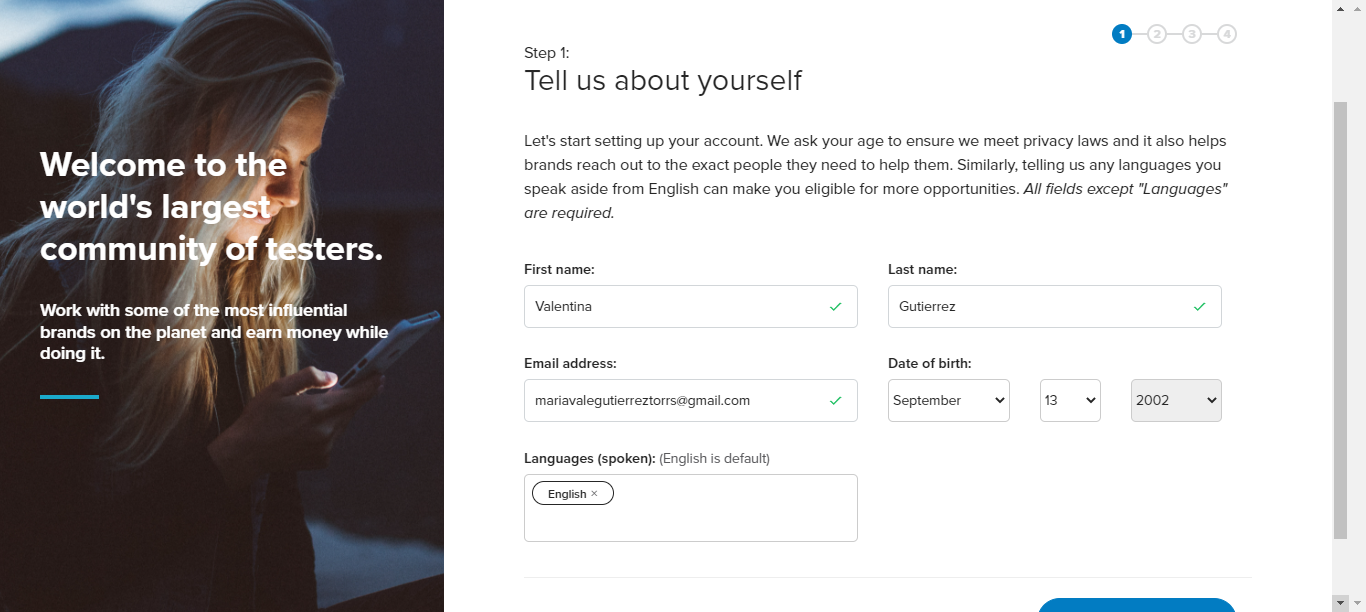 Welcome to the
world's largest
community of testers.
Work with some of the most influential
brands on the planet and earn money while
doing it.
1 2 3 4
Step 1:
Tell us about yourself
Let's start setting up your account. We ask your age to ensure we meet privacy laws and it also helps
brands reach out to the exact people they need to help them. Similarly, telling us any languages you
speak aside from English can make you eligible for more opportunities. All fields except "Languages"
are required.
First name:
Last name:
Valentina
Gutierrez
Email address:
Date of birth:
mariavalegutierreztorrs@gmail.com
September
13
2002
Languages (spoken): (English is default)
English ×